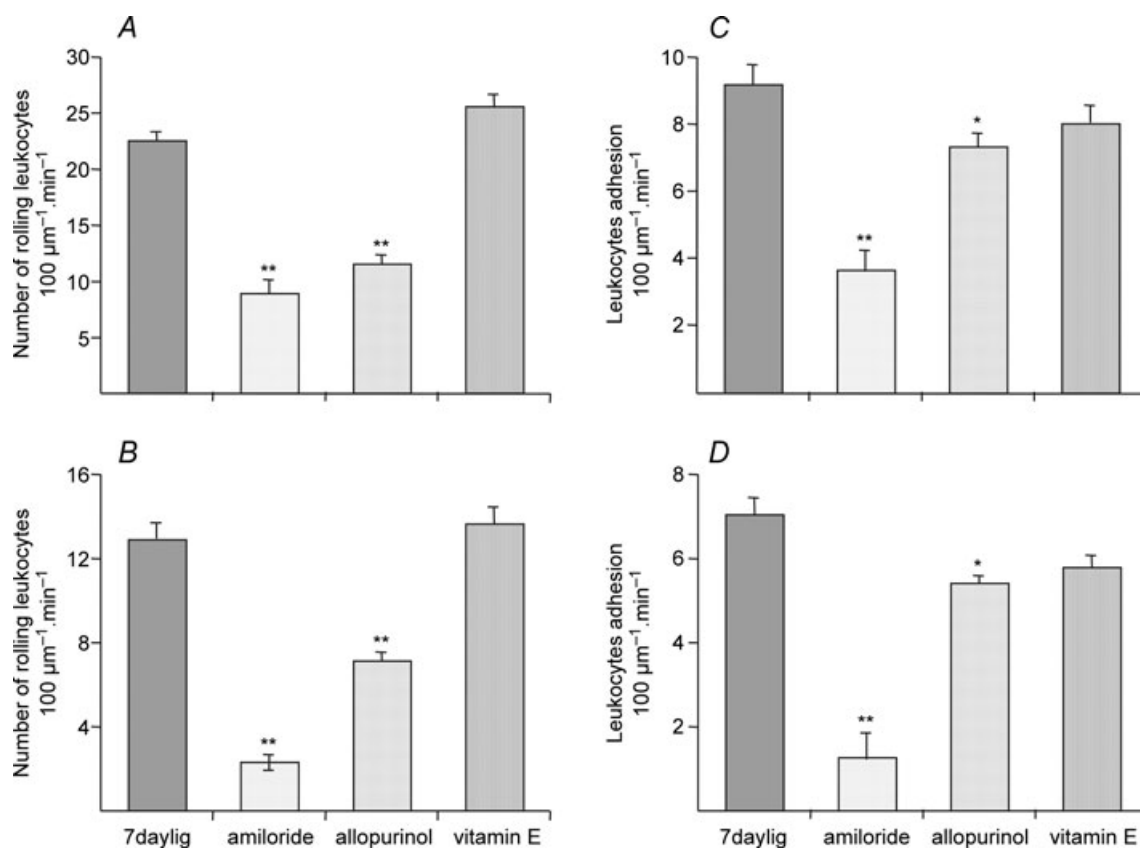 A
30
25
20
15
10
5
Number of rolling leukocytes
100 µm⁻¹.min⁻¹
**
**
C
10
8
6
4
2
Leukocytes adhesion
100 µm⁻¹.min⁻¹
**
*
B
16
12
8
4
Number of rolling leukocytes
100 µm⁻¹.min⁻¹
**
**
7daylig amiloride allopurinol vitamin E
D
8
6
4
2
Leukocytes adhesion
100 µm⁻¹.min⁻¹
**
*
7daylig amiloride allopurinol vitamin E